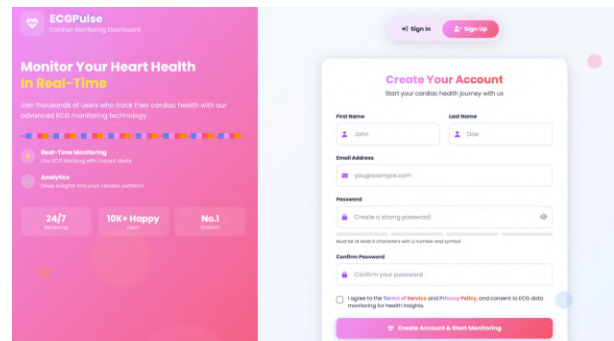 ECGPulse
Cardiac Monitoring Dashboard
Monitor Your Heart Health
In Real-Time
Join thousands of users who track their cardiac health with our
advanced ECG monitoring technology.
Real-Time Monitoring
Live ECG tracking with instant alerts
Analytics
Deep insights into your cardiac patterns
24/7
Monitoring
10K+ Happy
Users
No.1
Platform
Sign In
Sign Up
Create Your Account
Start your cardiac health journey with us
First Name
Last Name
John
Doe
Email Address
you@example.com
Password
Create a strong password
Must be at least 8 characters with a number and symbol
Confirm Password
Confirm your password
I agree to the Terms of Service and Privacy Policy, and consent to ECG data
monitoring for health insights.
Create Account & Start Monitoring